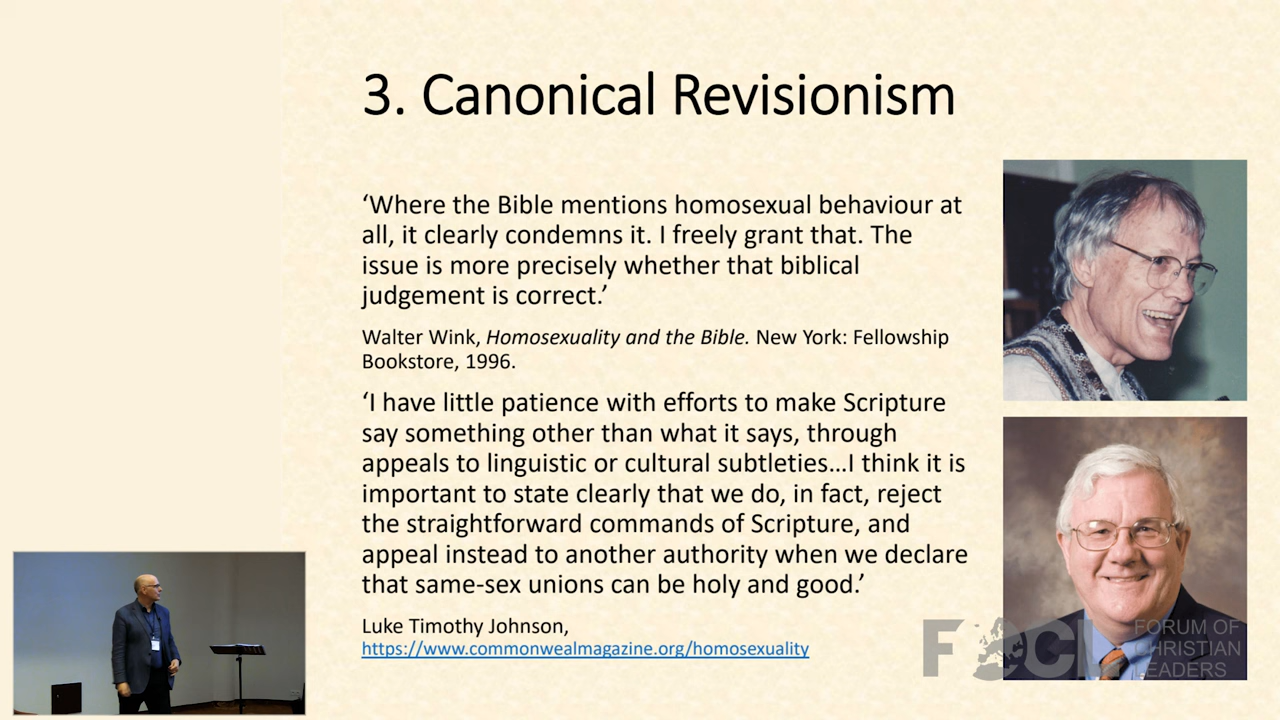 3. Canonical Revisionism
‘Where the Bible mentions homosexual behaviour at
all, it clearly condemns it. I freely grant that. The
issue is more precisely whether that biblical
judgement is correct.’
Walter Wink, Homosexuality and the Bible. New York: Fellowship
Bookstore, 1996.
‘I have little patience with efforts to make Scripture
say something other than what it says, through
appeals to linguistic or cultural subtleties…I think it is
important to state clearly that we do, in fact, reject
the straightforward commands of Scripture, and
appeal instead to another authority when we declare
that same-sex unions can be holy and good.’
Luke Timothy Johnson,
https://www.commonwealmagazine.org/homosexuality
FOCL
FORUM OF
CHRISTIAN
LEADERS